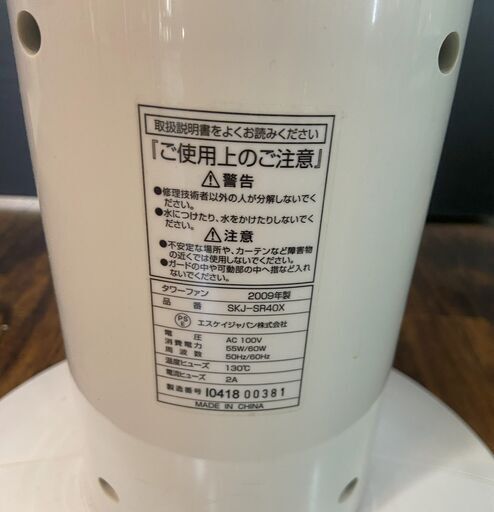 取扱説明書をよくお読みください
『ご使用上のご注意』
⚠警告
●修理技術者以外の人が分解しないでく
ださい。
●水につけたり、水をかけたりしないでく
ださい。
⚠注意
●不安定な場所や、カーテンなど障害物
の近くでは使用しないでください。
●ガードの中や可動部の中へ指など入れ
ないでください。
タワーファン 2009年製
品番 SKJ-SR40X
PSE エスケイジャパン株式会社
電圧 AC 100V
消費電力 55W/60W
周波数 50Hz/60Hz
温度ヒューズ 130℃
電流ヒューズ 2A
製造番号 I0418 00381
MADE IN CHINA